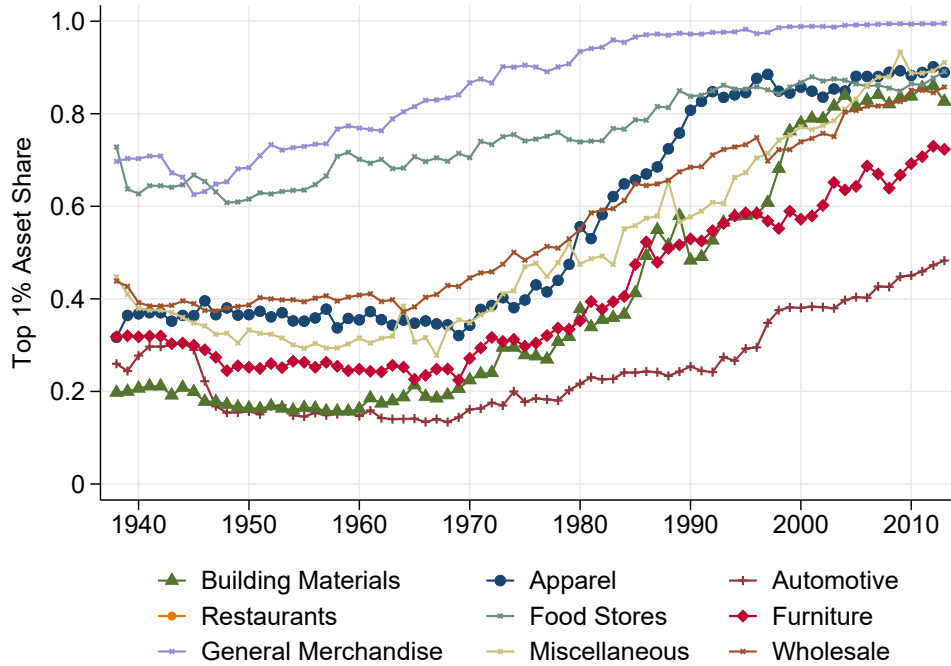 1.0
0.8
0.6
0.4
0.2
0
Top 1% Asset Share
1940 1950 1960 1970 1980 1990 2000 2010
Building Materials Apparel Automotive
Restaurants Food Stores Furniture
General Merchandise Miscellaneous Wholesale